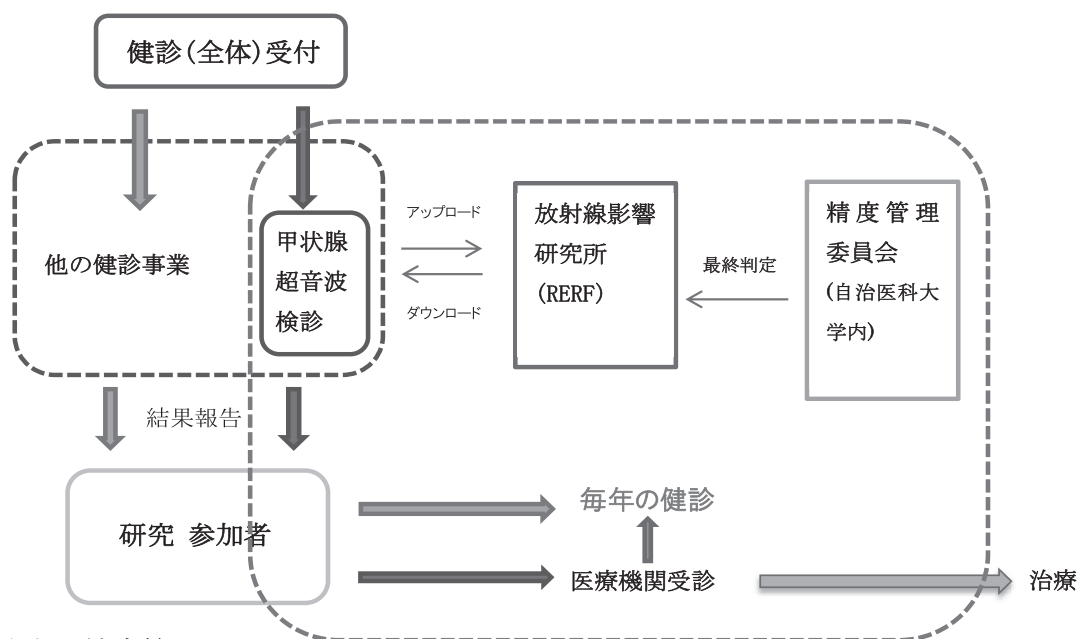 健診(全体)受付
他の健診事業
甲状腺
超音波
検診
アップロード
ダウンロード
放射線影響
研究所
(RERF)
最終判定
精度管理
委員会
(自治医科大
学内)
結果報告
研究 参加者
毎年の健診
医療機関受診
治療